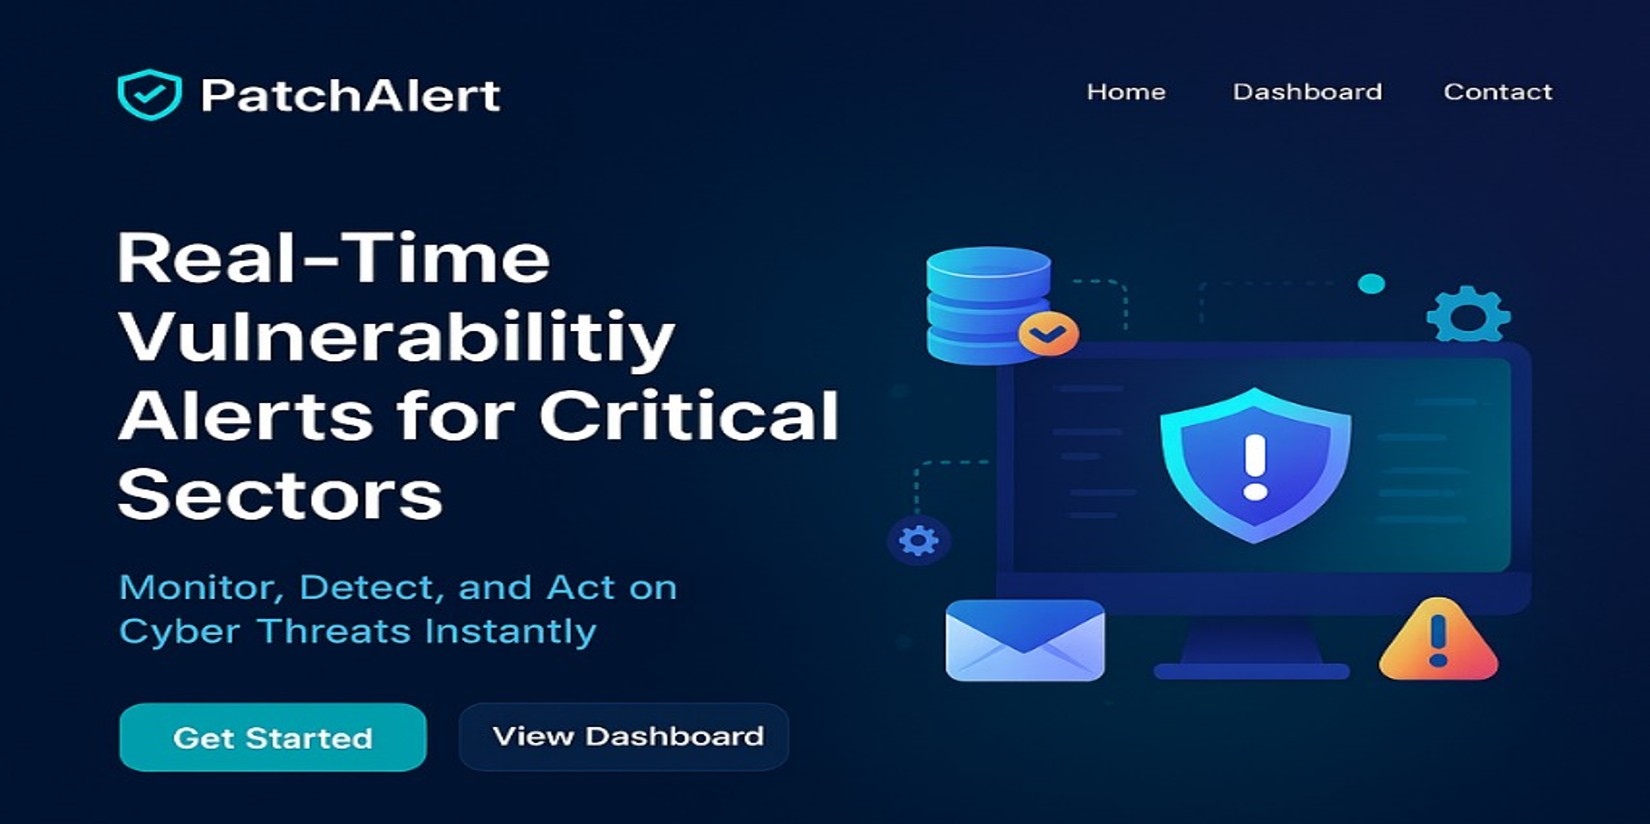 PatchAlert
Home Dashboard Contact
Real-Time
Vulnerabilitiy
Alerts for Critical
Sectors
Monitor, Detect, and Act on
Cyber Threats Instantly
Get Started View Dashboard